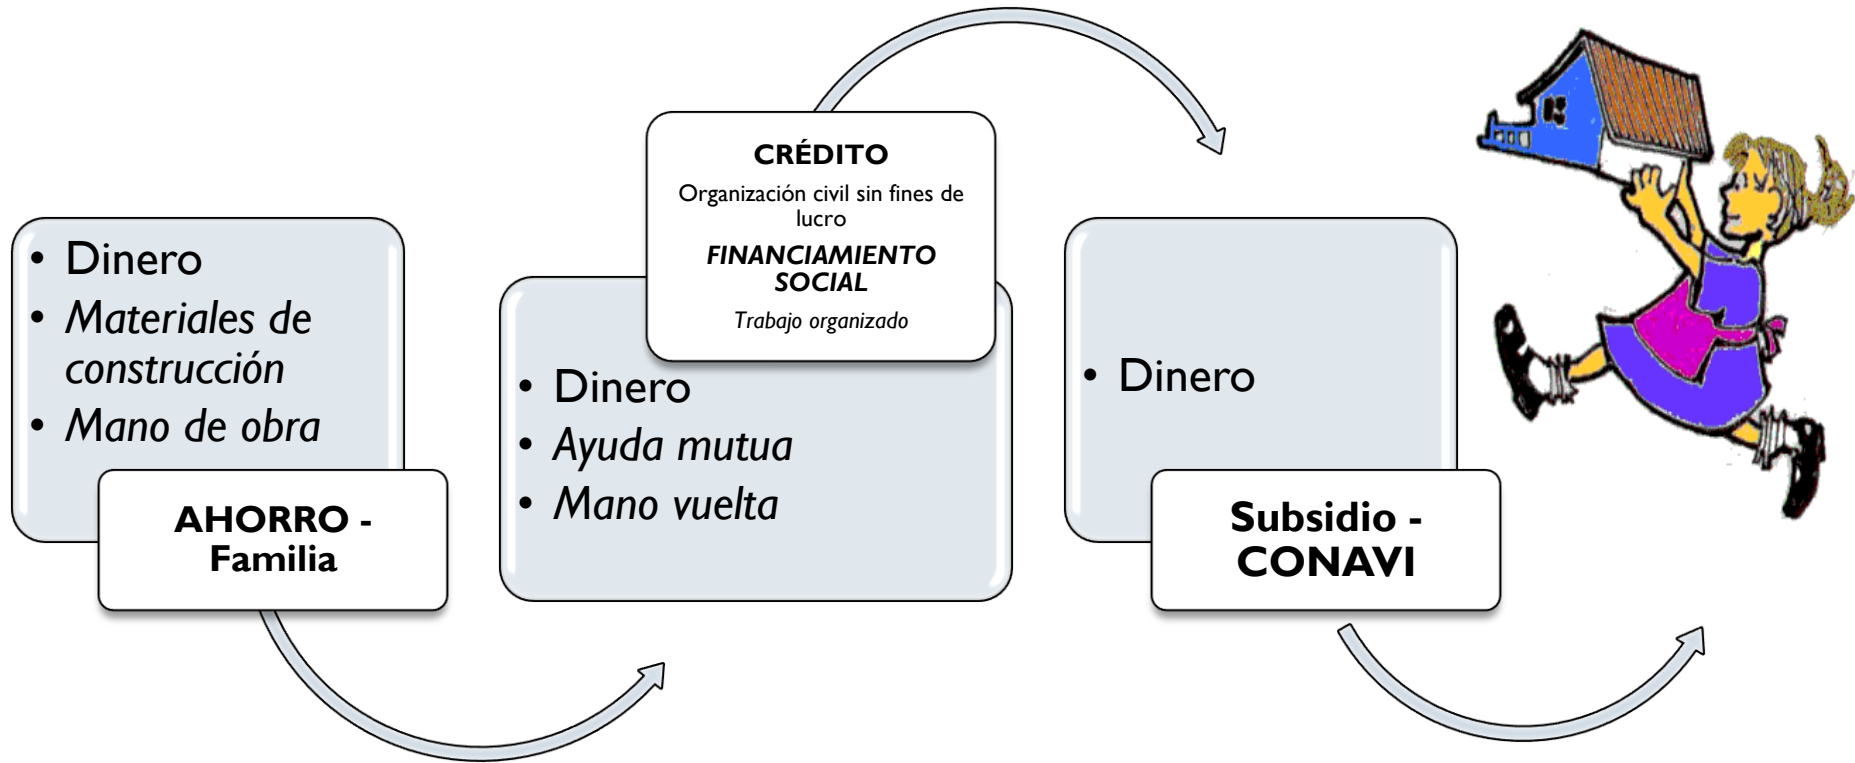 • Dinero
• Materiales de
construcción
• Mano de obra
AHORRO -
Familia
CRÉDITO
Organización civil sin fines de
lucro
FINANCIAMIENTO
SOCIAL
Trabajo organizado
• Dinero
• Ayuda mutua
• Mano vuelta
• Dinero
Subsidio -
CONAVI